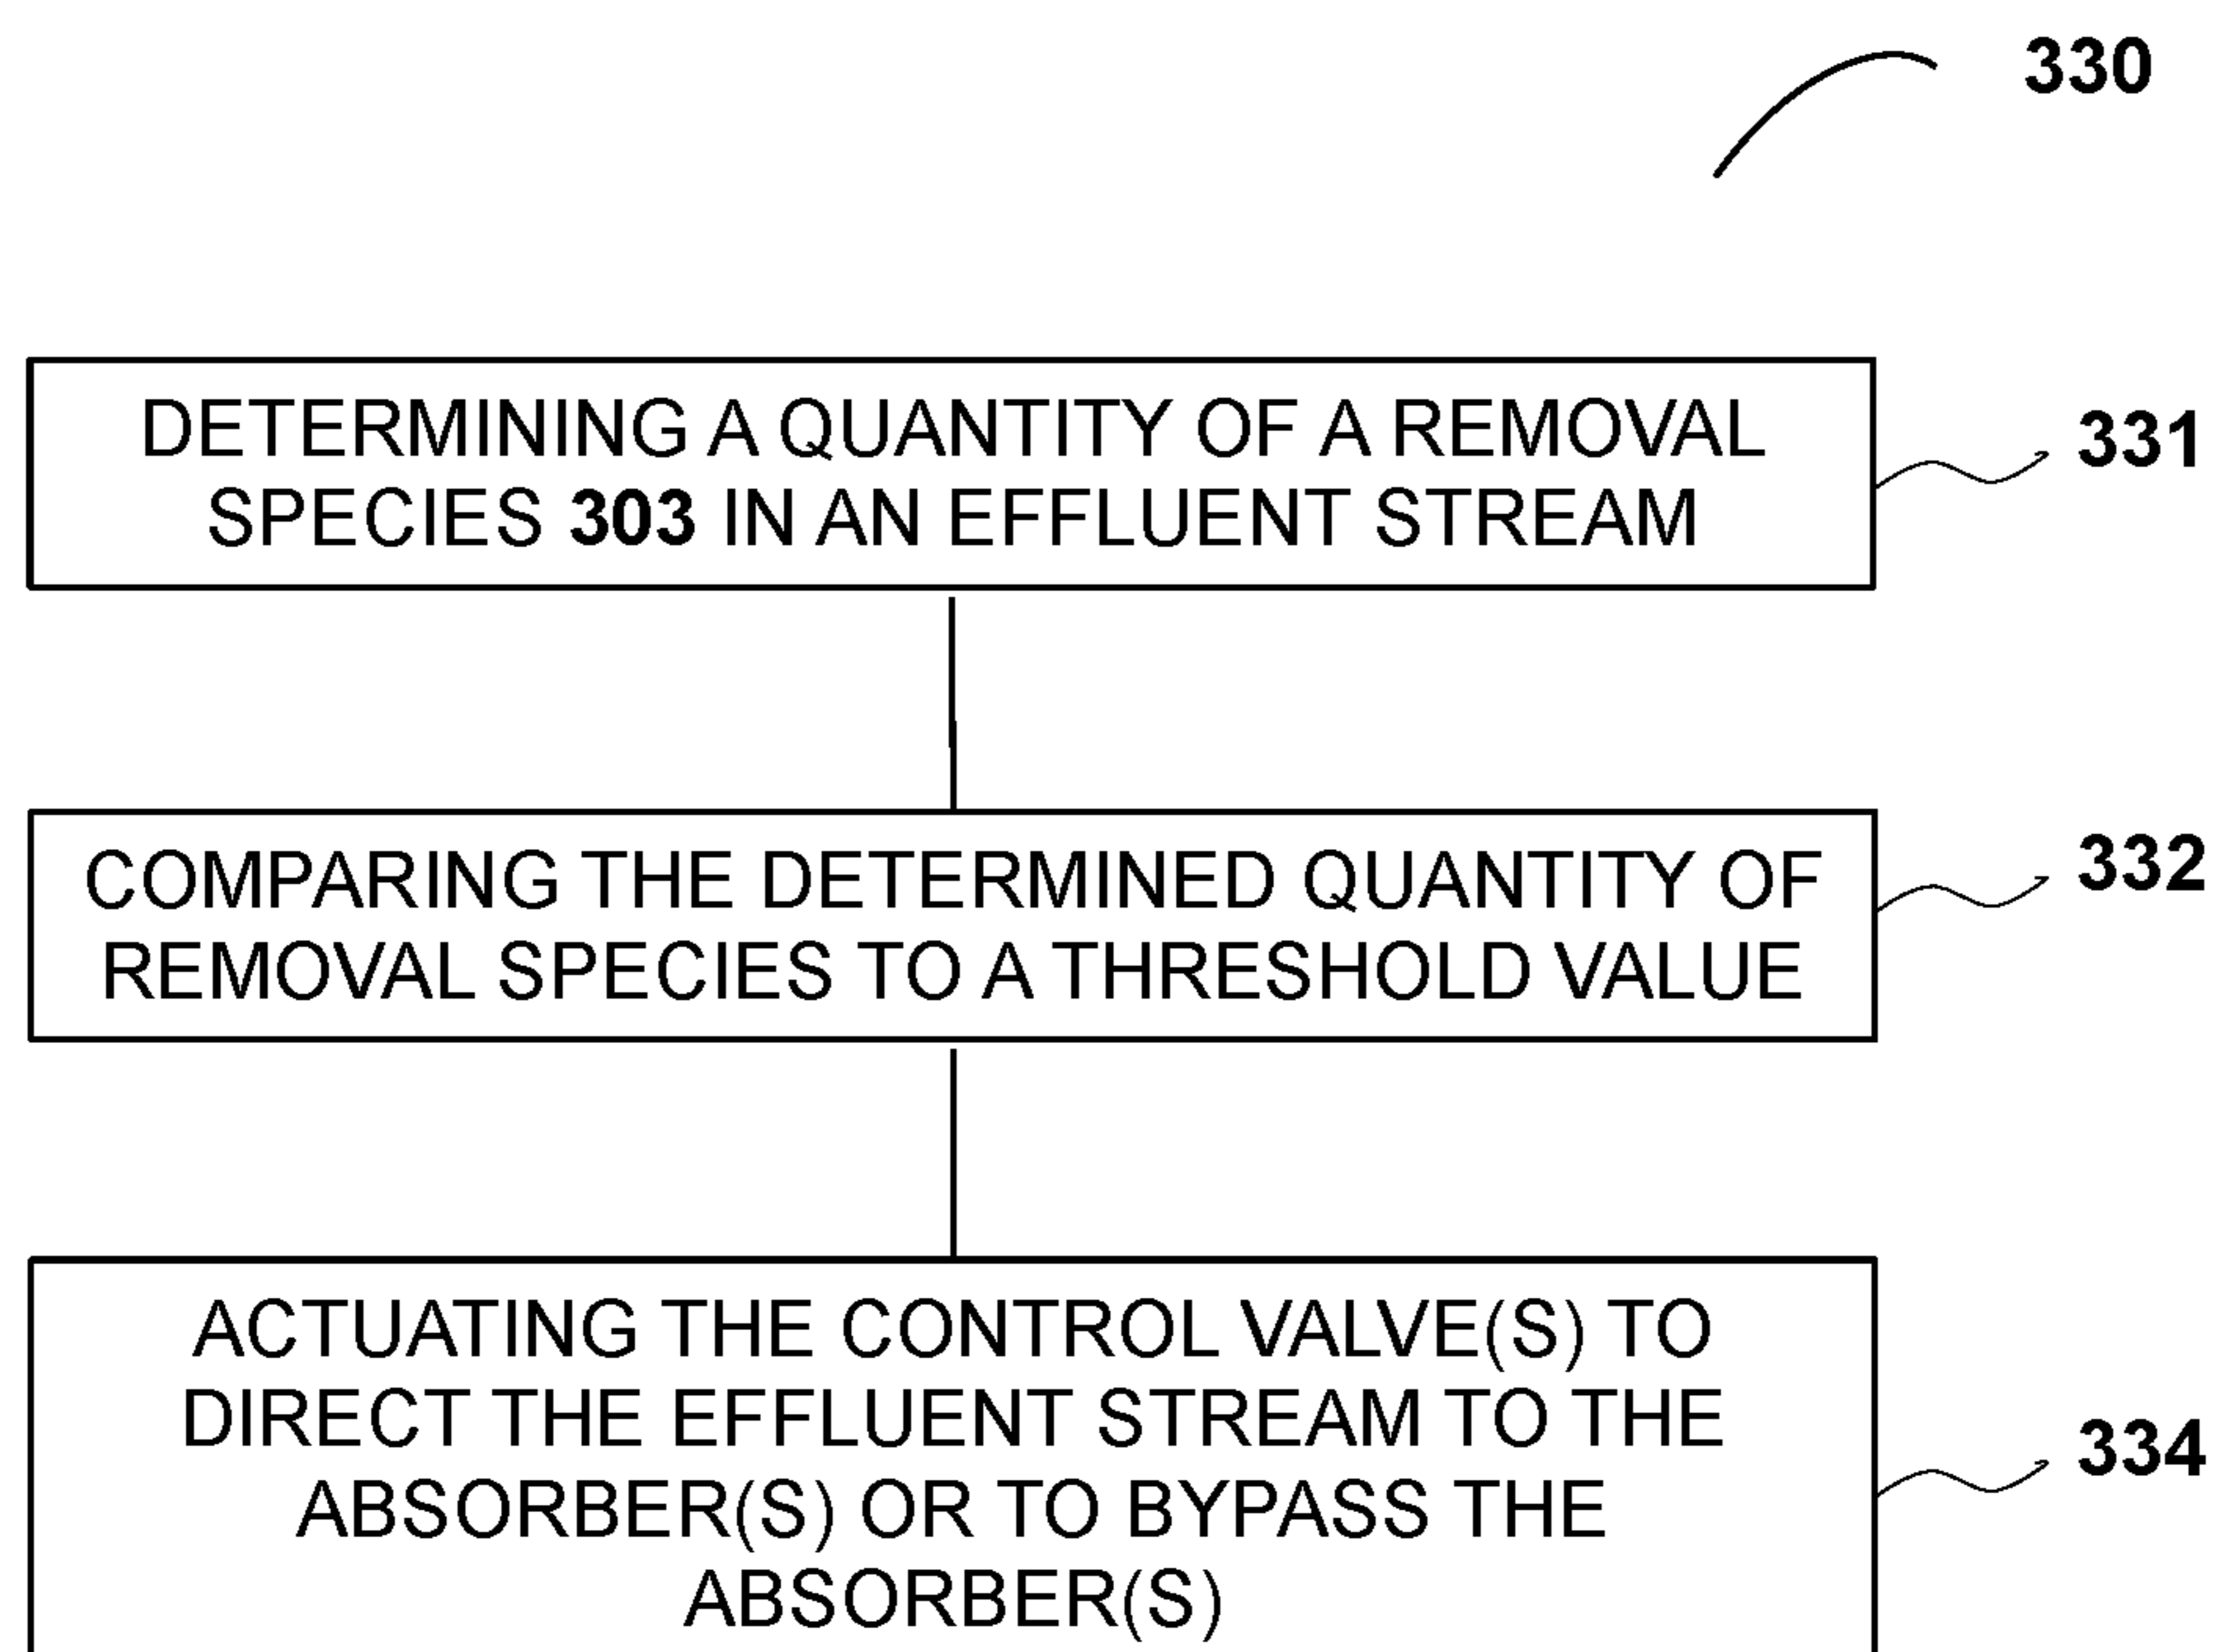 330
DETERMINING A QUANTITY OF A REMOVAL
SPECIES 303 IN AN EFFLUENT STREAM
331
COMPARING THE DETERMINED QUANTITY OF
REMOVAL SPECIES TO A THRESHOLD VALUE
332
ACTUATING THE CONTROL VALVE(S) TO
DIRECT THE EFFLUENT STREAM TO THE
ABSORBER(S) OR TO BYPASS THE
ABSORBER(S)
334